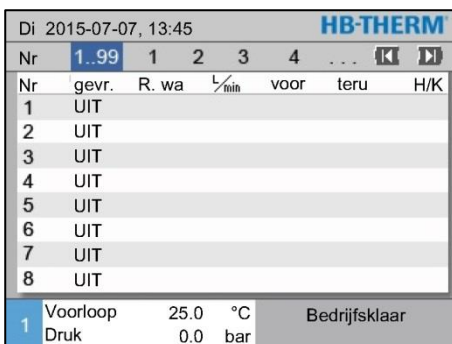 Di 2015-07-07, 13:45 HB-THERM
Nr 1..99 1 2 3 4 ...
Nr gevr. R. wa L/min voor teru H/K
1 UIT
2 UIT
3 UIT
4 UIT
5 UIT
6 UIT
7 UIT
8 UIT
1 Voorloop 25.0 °C Bedrijfsklaar
Druk 0.0 bar